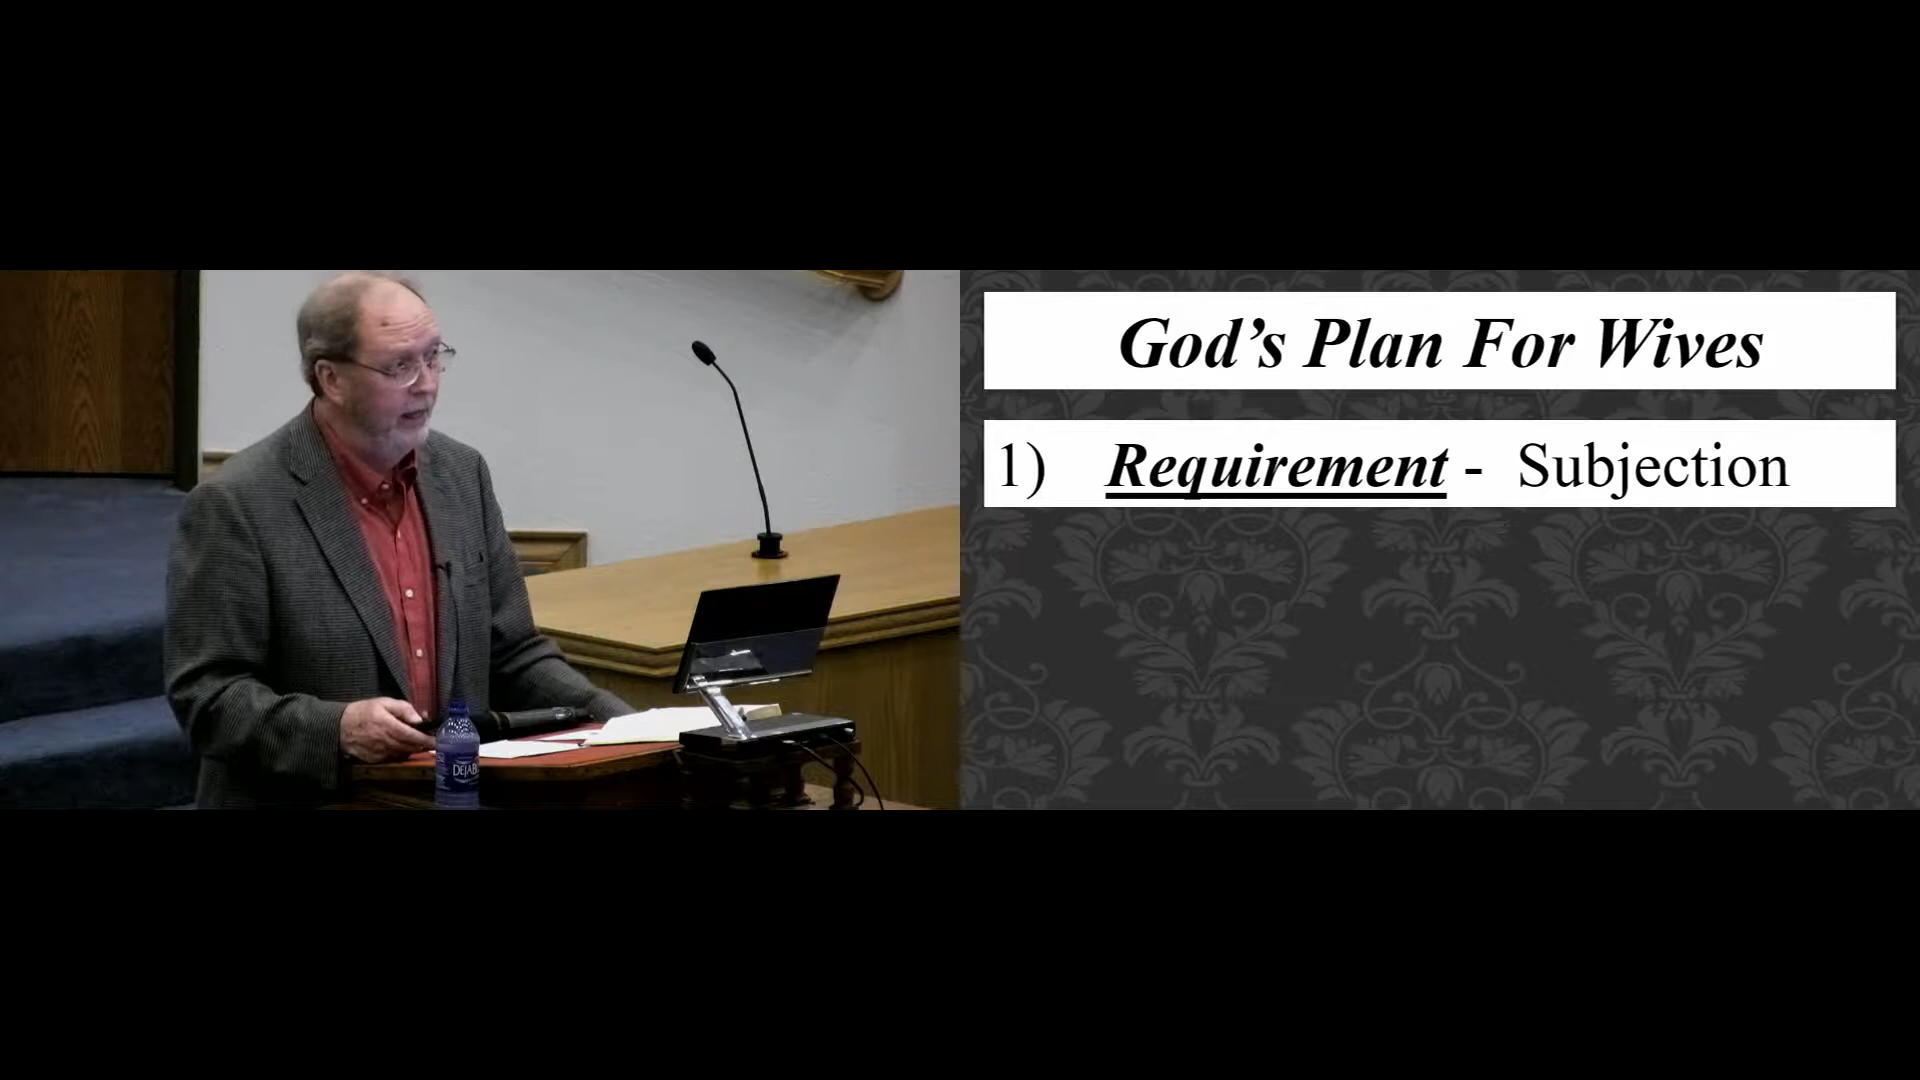 God's Plan For Wives
1) Requirement - Subjection